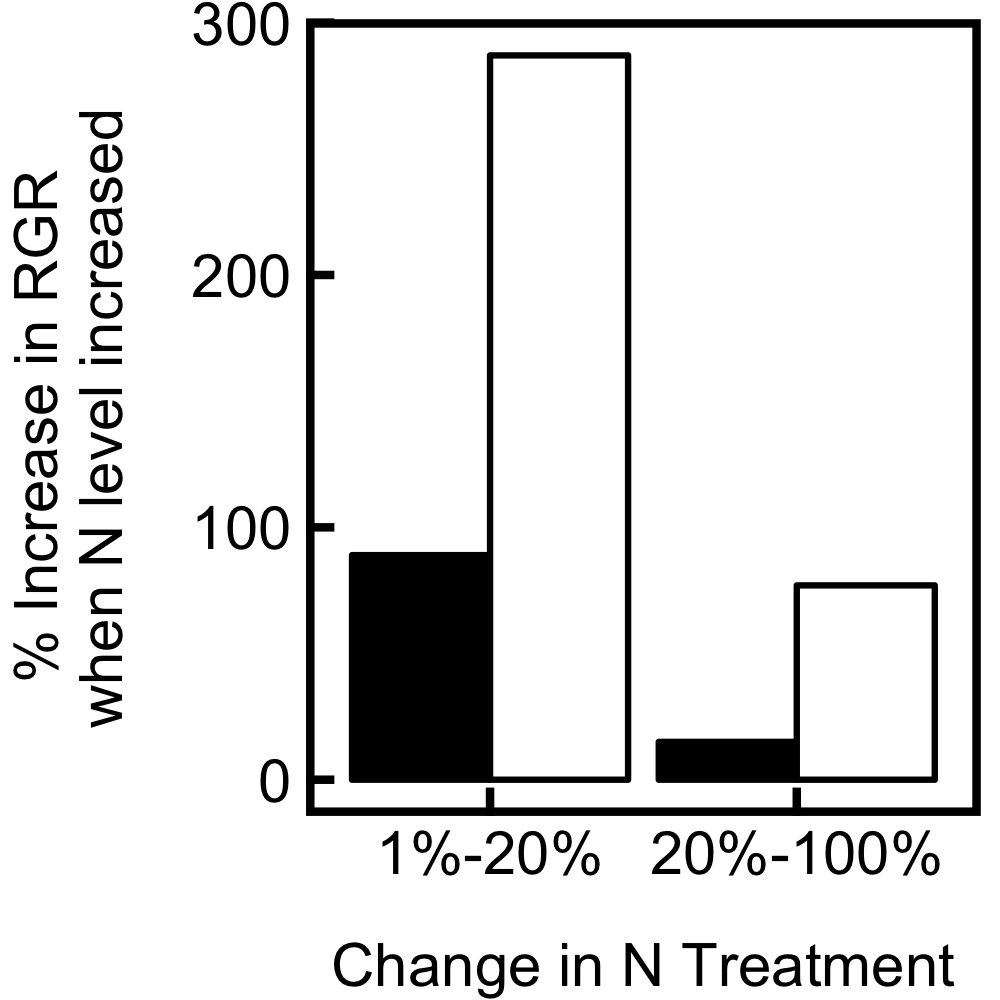 % Increase in RGR
when N level increased
300
200
100
0
1%-20% 20%-100%
Change in N Treatment